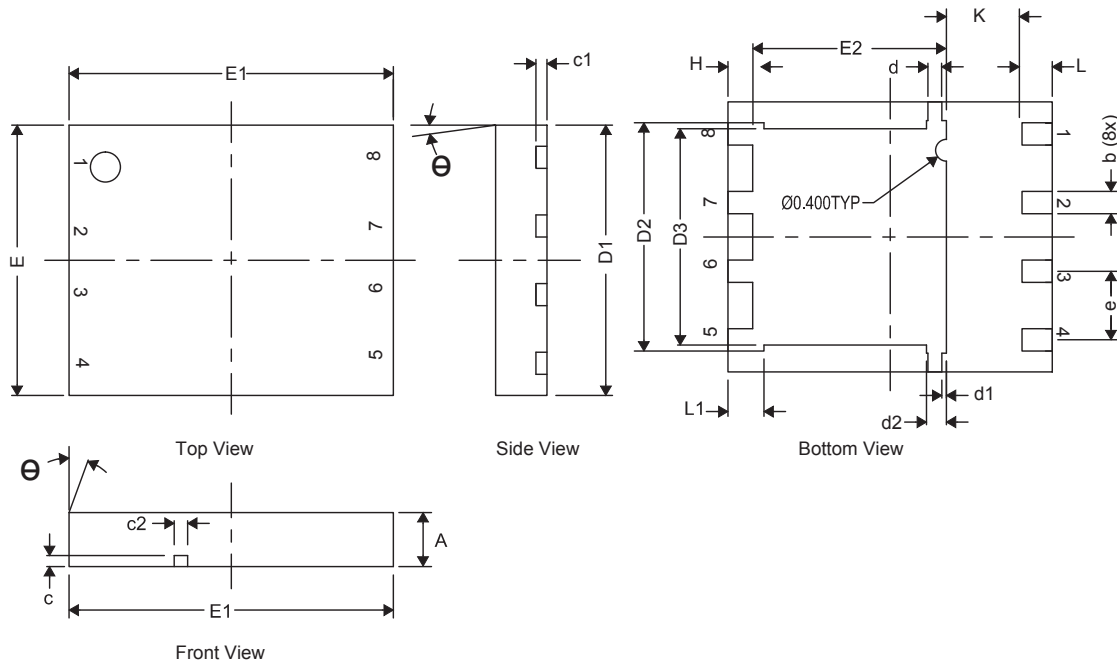 E1
E
1
2
3
4
8
7
6
5
Top View
c1
Θ
D1
Side View
K
E2
H
d
L
8
7
6
5
1
2
3
4
b (8x)
Ø0.400TYP
D2
D3
e
L1
d1
d2
Bottom View
Θ
c2
A
c
E1
Front View